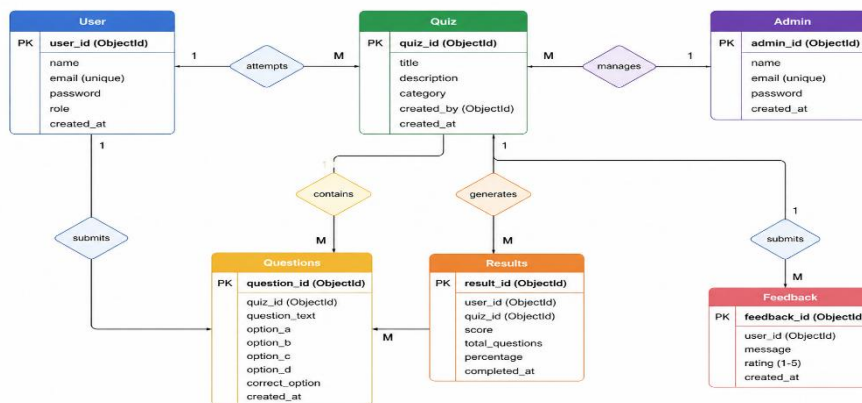 User
PK user_id (ObjectId)
name
email (unique)
password
role
created_at
1
attempts
M
Quiz
PK quiz_id (ObjectId)
title
description
category
created_by (ObjectId)
created_at
M
manages
1
Admin
PK admin_id (ObjectId)
name
email (unique)
password
created_at
1
submits
1
contains
M
1
generates
M
1
submits
M
Questions
PK question_id (ObjectId)
quiz_id (ObjectId)
question_text
option_a
option_b
option_c
option_d
correct_option
created_at
M
Results
PK result_id (ObjectId)
user_id (ObjectId)
quiz_id (ObjectId)
score
total_questions
percentage
completed_at
Feedback
PK feedback_id (ObjectId
user_id (ObjectId)
message
rating (1-5)
created_at